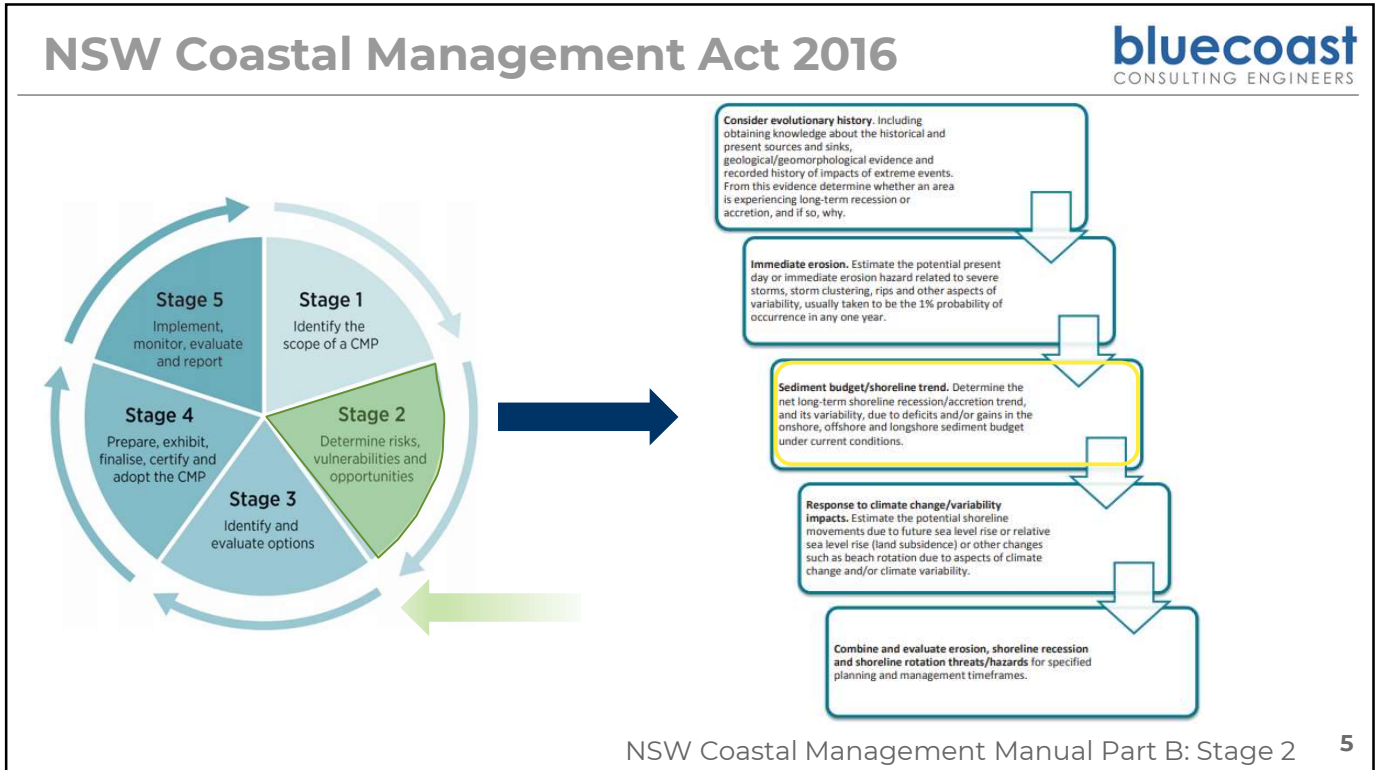 NSW Coastal Management Act 2016
bluecoast
CONSULTING ENGINEERS
Stage 1
Identify the
scope of a CMP
Stage 2
Determine risks,
vulnerabilities and
opportunities
Stage 3
Identify and
evaluate options
Stage 4
Prepare, exhibit,
finalise, certify and
adopt the CMP
Stage 5
Implement,
monitor, evaluate
and report
Consider evolutionary history. Including
obtaining knowledge about the historical and
present sources and sinks,
geological/geomorphological evidence and
recorded history of impacts of extreme events.
From this evidence determine whether an area
is experiencing long-term recession or
accretion, and if so, why.
Immediate erosion. Estimate the potential present
day or immediate erosion hazard related to severe
storms, storm clustering, rips and other aspects of
variability, usually taken to be the 1% probability of
occurrence in any one year.
Sediment budget/shoreline trend. Determine the
net long-term shoreline recession/accretion trend,
and its variability, due to deficits and/or gains in the
onshore, offshore and longshore sediment budget
under current conditions.
Response to climate change/variability
impacts. Estimate the potential shoreline
movements due to future sea level rise or relative
sea level rise (land subsidence) or other changes
such as beach rotation due to aspects of climate
change and/or climate variability.
Combine and evaluate erosion, shoreline recession
and shoreline rotation threats/hazards for specified
planning and management timeframes.
NSW Coastal Management Manual Part B: Stage 2
5